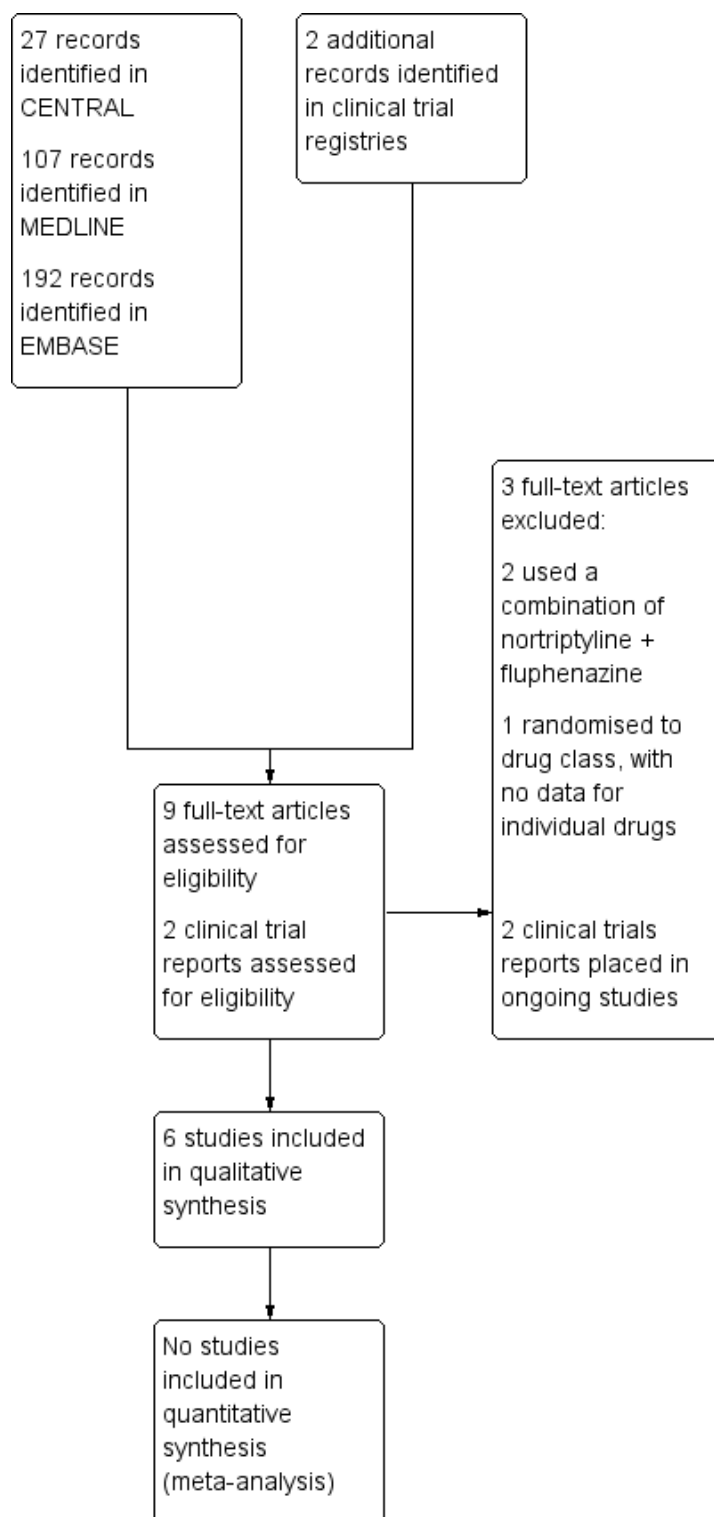 27 records
identified in
CENTRAL
107 records
identified in
MEDLINE
192 records
identified in
EMBASE
2 additional
records identified
in clinical trial
registries
3 full-text articles
excluded:
2 used a
combination of
nortriptyline +
fluphenazine
1 randomised to
drug class, with
no data for
individual drugs
2 clinical trials
reports placed in
ongoing studies
9 full-text articles
assessed for
eligibility
2 clinical trial
reports assessed
for eligibility
6 studies included
in qualitative
synthesis
No studies
included in
quantitative
synthesis
(meta-analysis)